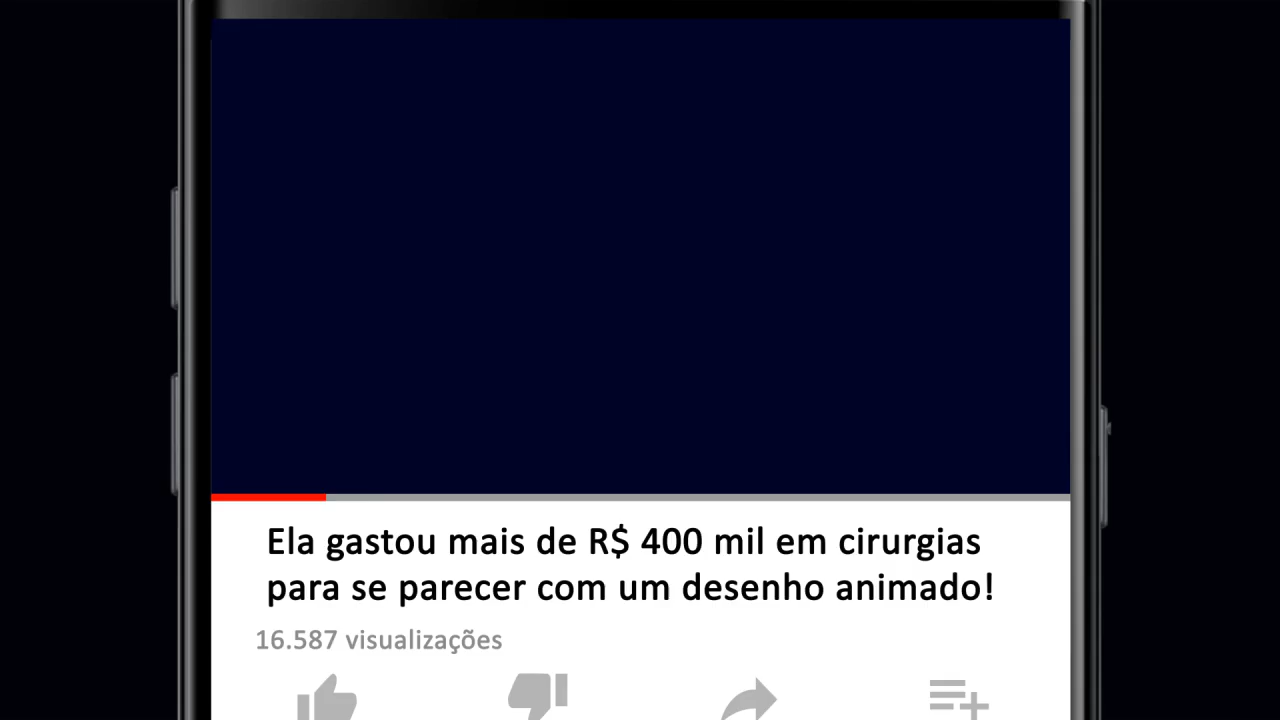 Ela gastou mais de R$ 400 mil em cirurgias
para se parecer com um desenho animado!
16.587 visualizações